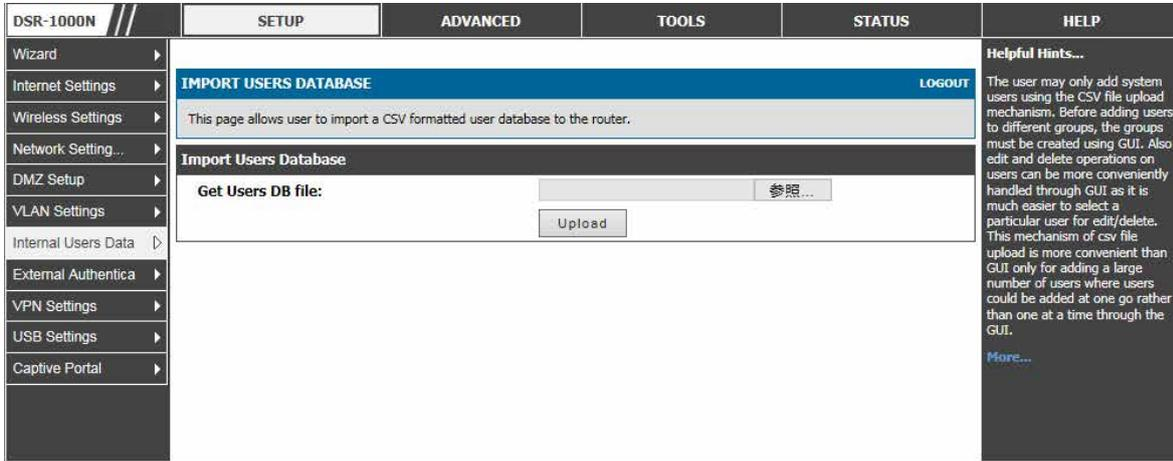 DSR-1000N
SETUP
ADVANCED
TOOLS
STATUS
HELP
Wizard
Internet Settings
Wireless Settings
Network Setting...
DMZ Setup
VLAN Settings
Internal Users Data
External Authentica
VPN Settings
USB Settings
Captive Portal
IMPORT USERS DATABASE
LOGOUT
This page allows user to import a CSV formatted user database to the router.
Import Users Database
Get Users DB file:
参照...
Upload
Helpful Hints...
The user may only add system
users using the CSV file upload
mechanism. Before adding users
to different groups, the groups
must be created using GUI. Also
edit and delete operations on
users can be more conveniently
handled through GUI as it is
much easier to select a
particular user for edit/delete.
This mechanism of csv file
upload is more convenient than
GUI only for adding a large
number of users where users
could be added at one go rather
than one at a time through the
GUI.
More...